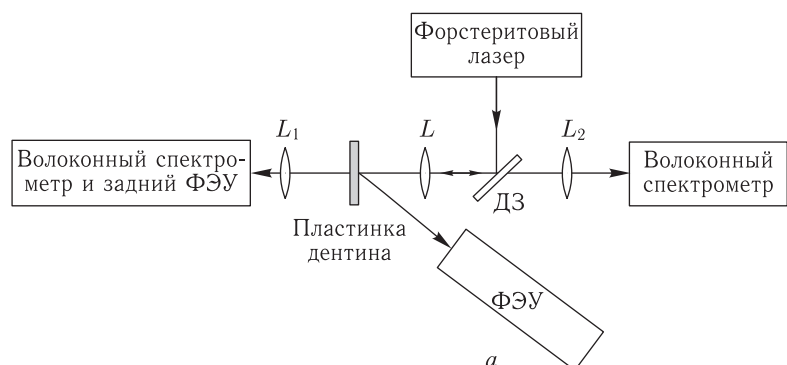 Форстеритовый
лазер
L₁
L
L₂
Волоконный спектро-
метр и задний ФЭУ
Волоконный
спектрометр
ДЗ
Пластинка
дентина
ФЭУ
а